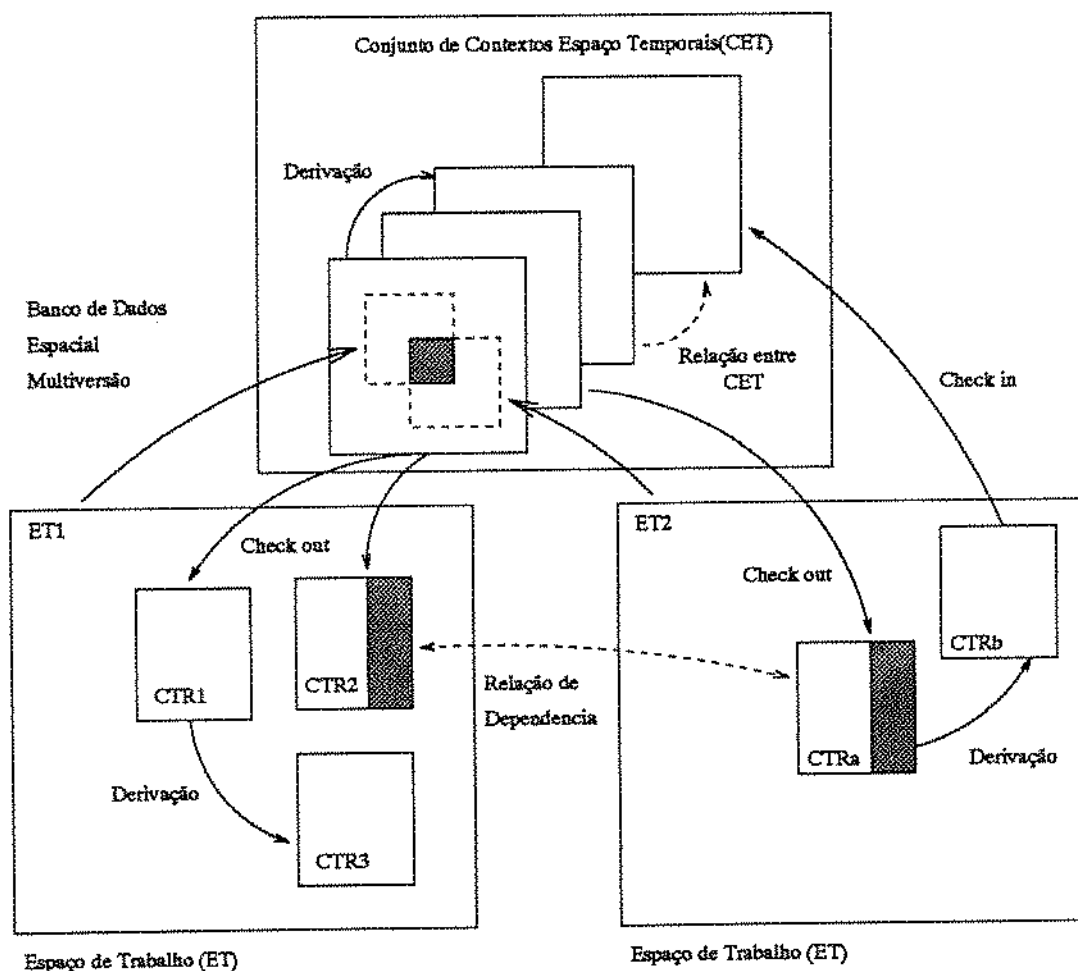 Conjunto de Contextos Espaço Temporais(CET)
Derivação
Banco de Dados
Espacial
Multiversão
Relação entre
CET
Check in
ET1
Check out
CTR1
CTR2
Derivação
CTR3
Relação de
Dependencia
ET2
Check out
CTRb
CTRa
Derivação
Espaço de Trabalho (ET)
Espaço de Trabalho (ET)